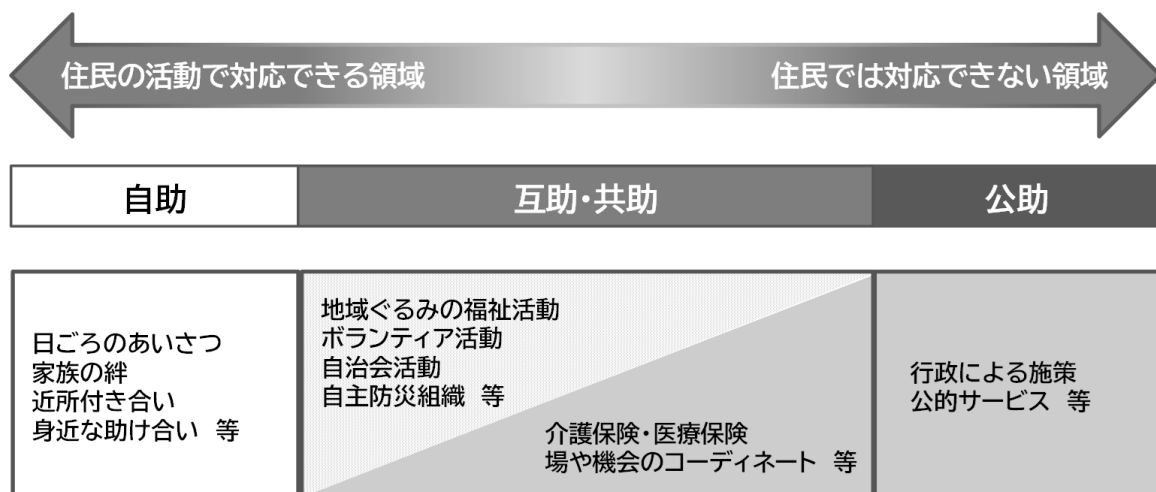 住民の活動で対応できる領域
住民では対応できない領域
自助
互助・共助
公助
日ごろのあいさつ
家族の絆
近所付き合い
身近な助け合い 等
地域ぐるみの福祉活動
ボランティア活動
自治会活動
自主防災組織 等
介護保険・医療保険
場や機会のコーディネート 等
行政による施策
公的サービス 等